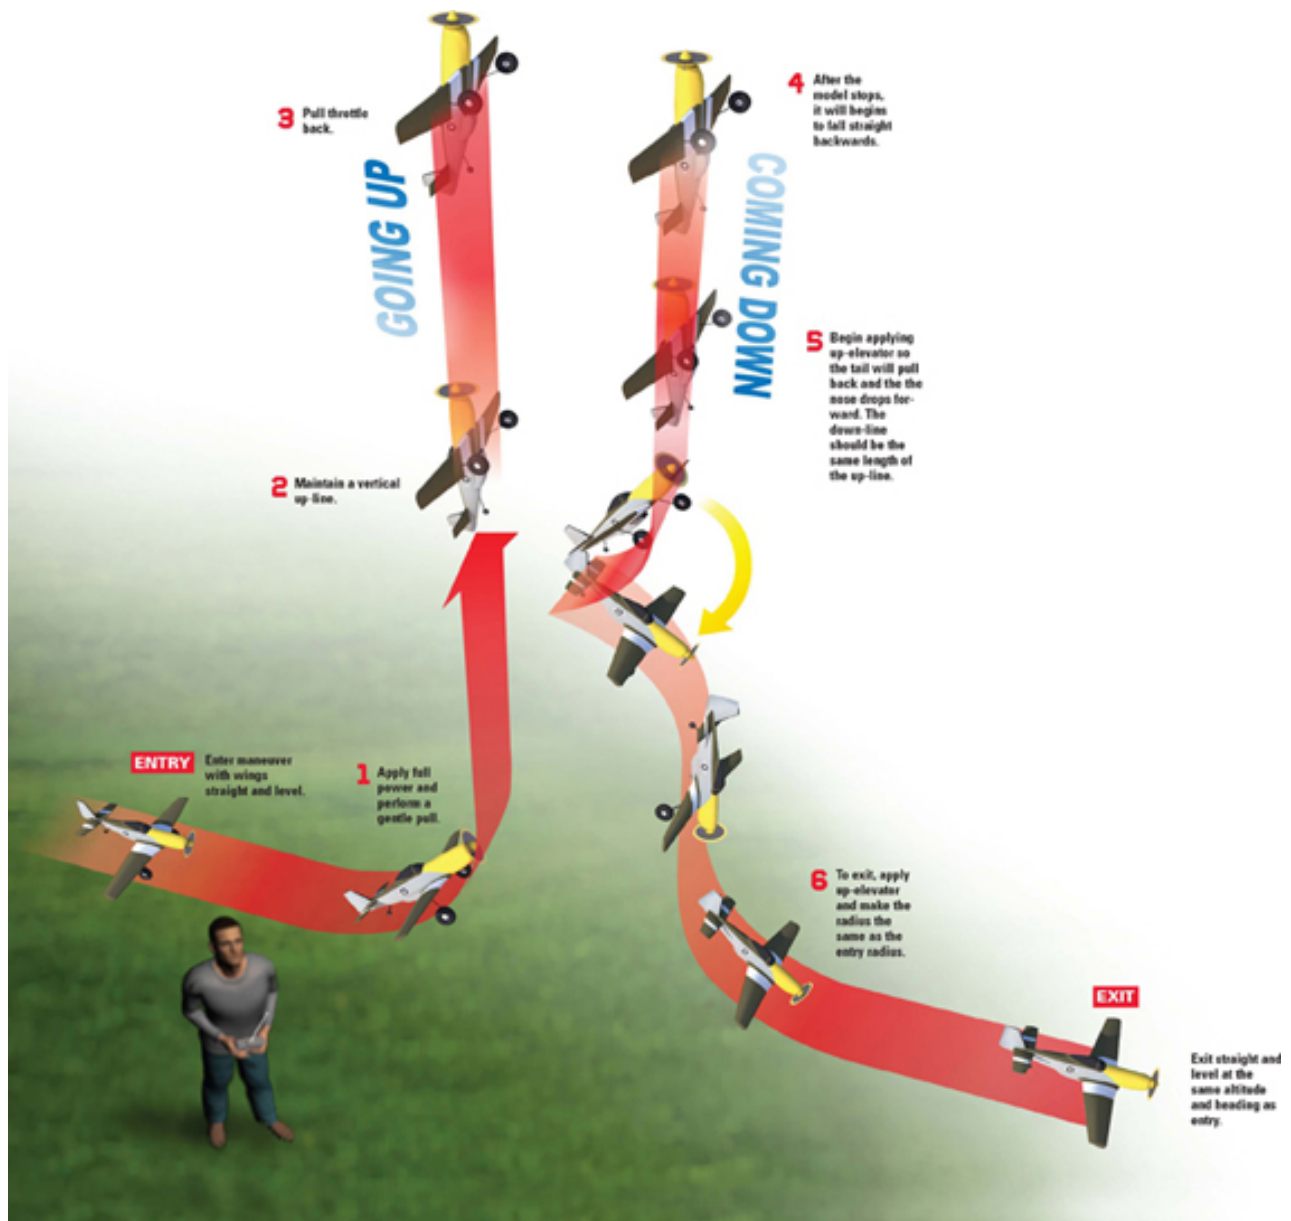 ENTRY
Enter maneuver
with wings
straight and level.
1
Apply full
power and
perform a
gentle pull.
2
Maintain a vertical
up-line.
3
Pull throttle
back.
GOING UP
4
After the
model stops,
it will begins
to fall straight
backwards.
COMING DOWN
5
Begin applying
up-elevator so
the tail will pull
back and the the
nose drops for-
ward. The
down-line
should be the
same length of
the up-line.
6
To exit, apply
up-elevator
and make the
radius the
same as the
entry radius.
EXIT
Exit straight and
level at the
same altitude
and heading as
entry.